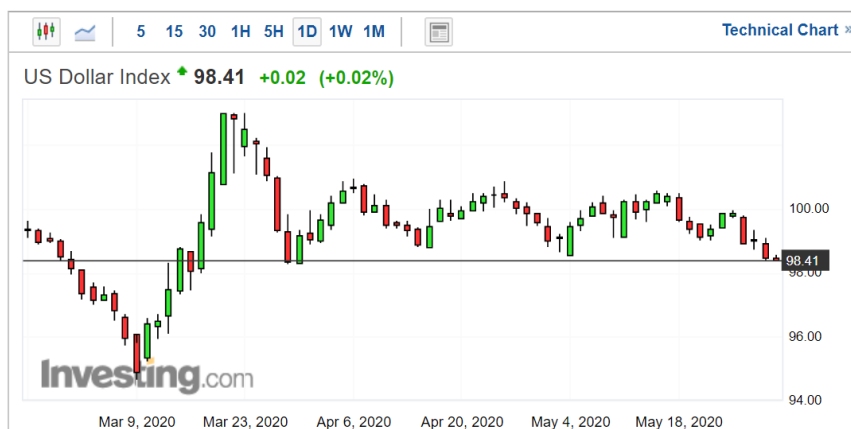 5 15 30 1H 5H 1D 1W 1M Technical Chart »
US Dollar Index 98.41 +0.02 (+0.02%)
100.00
98.41
98.00
96.00
Investing.com
94.00
Mar 9, 2020 Mar 23, 2020 Apr 6, 2020 Apr 20, 2020 May 4, 2020 May 18, 2020